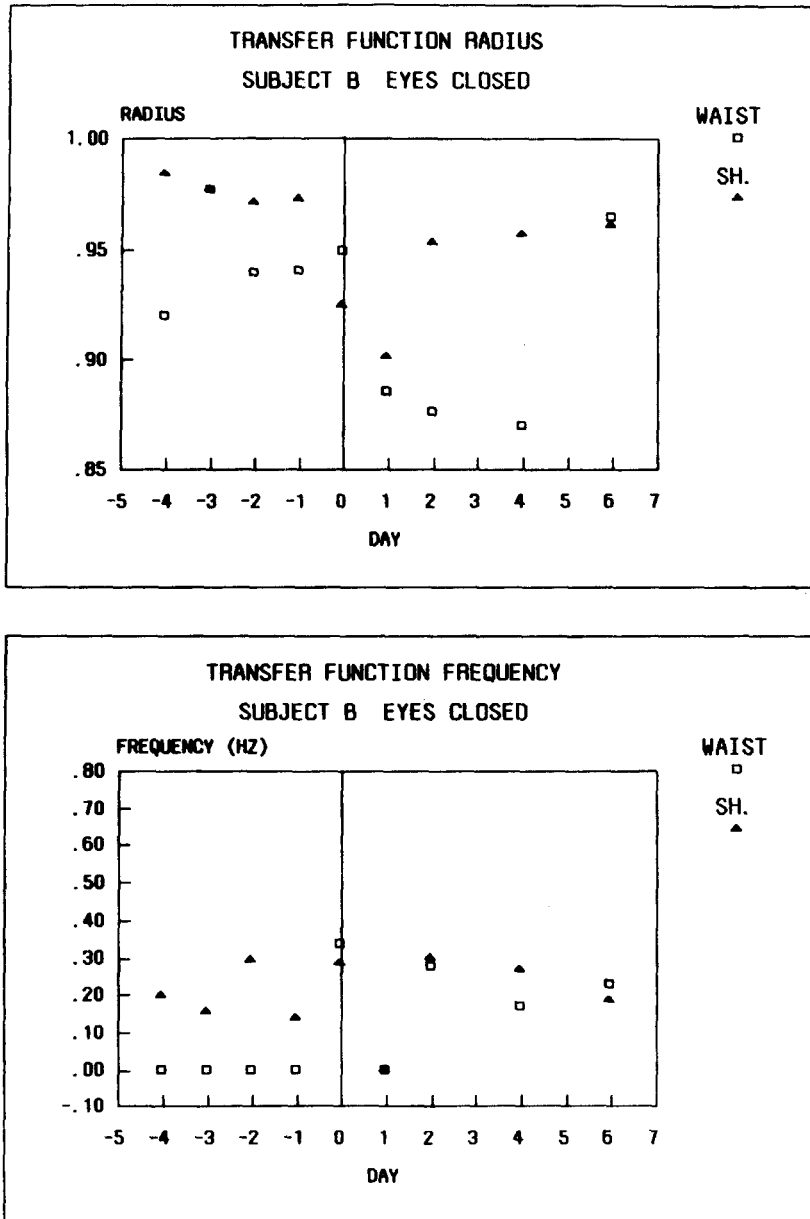 TRANSFER FUNCTION RADIUS
SUBJECT B EYES CLOSED
RADIUS
WAIST
SH.
1.00
.95
.90
.85
-5 -4 -3 -2 -1 0 1 2 3 4 5 6 7
DAY
TRANSFER FUNCTION FREQUENCY
SUBJECT B EYES CLOSED
FREQUENCY (HZ)
WAIST
SH.
.80
.70
.60
.50
.40
.30
.20
.10
.00
-.10
-5 -4 -3 -2 -1 0 1 2 3 4 5 6 7
DAY